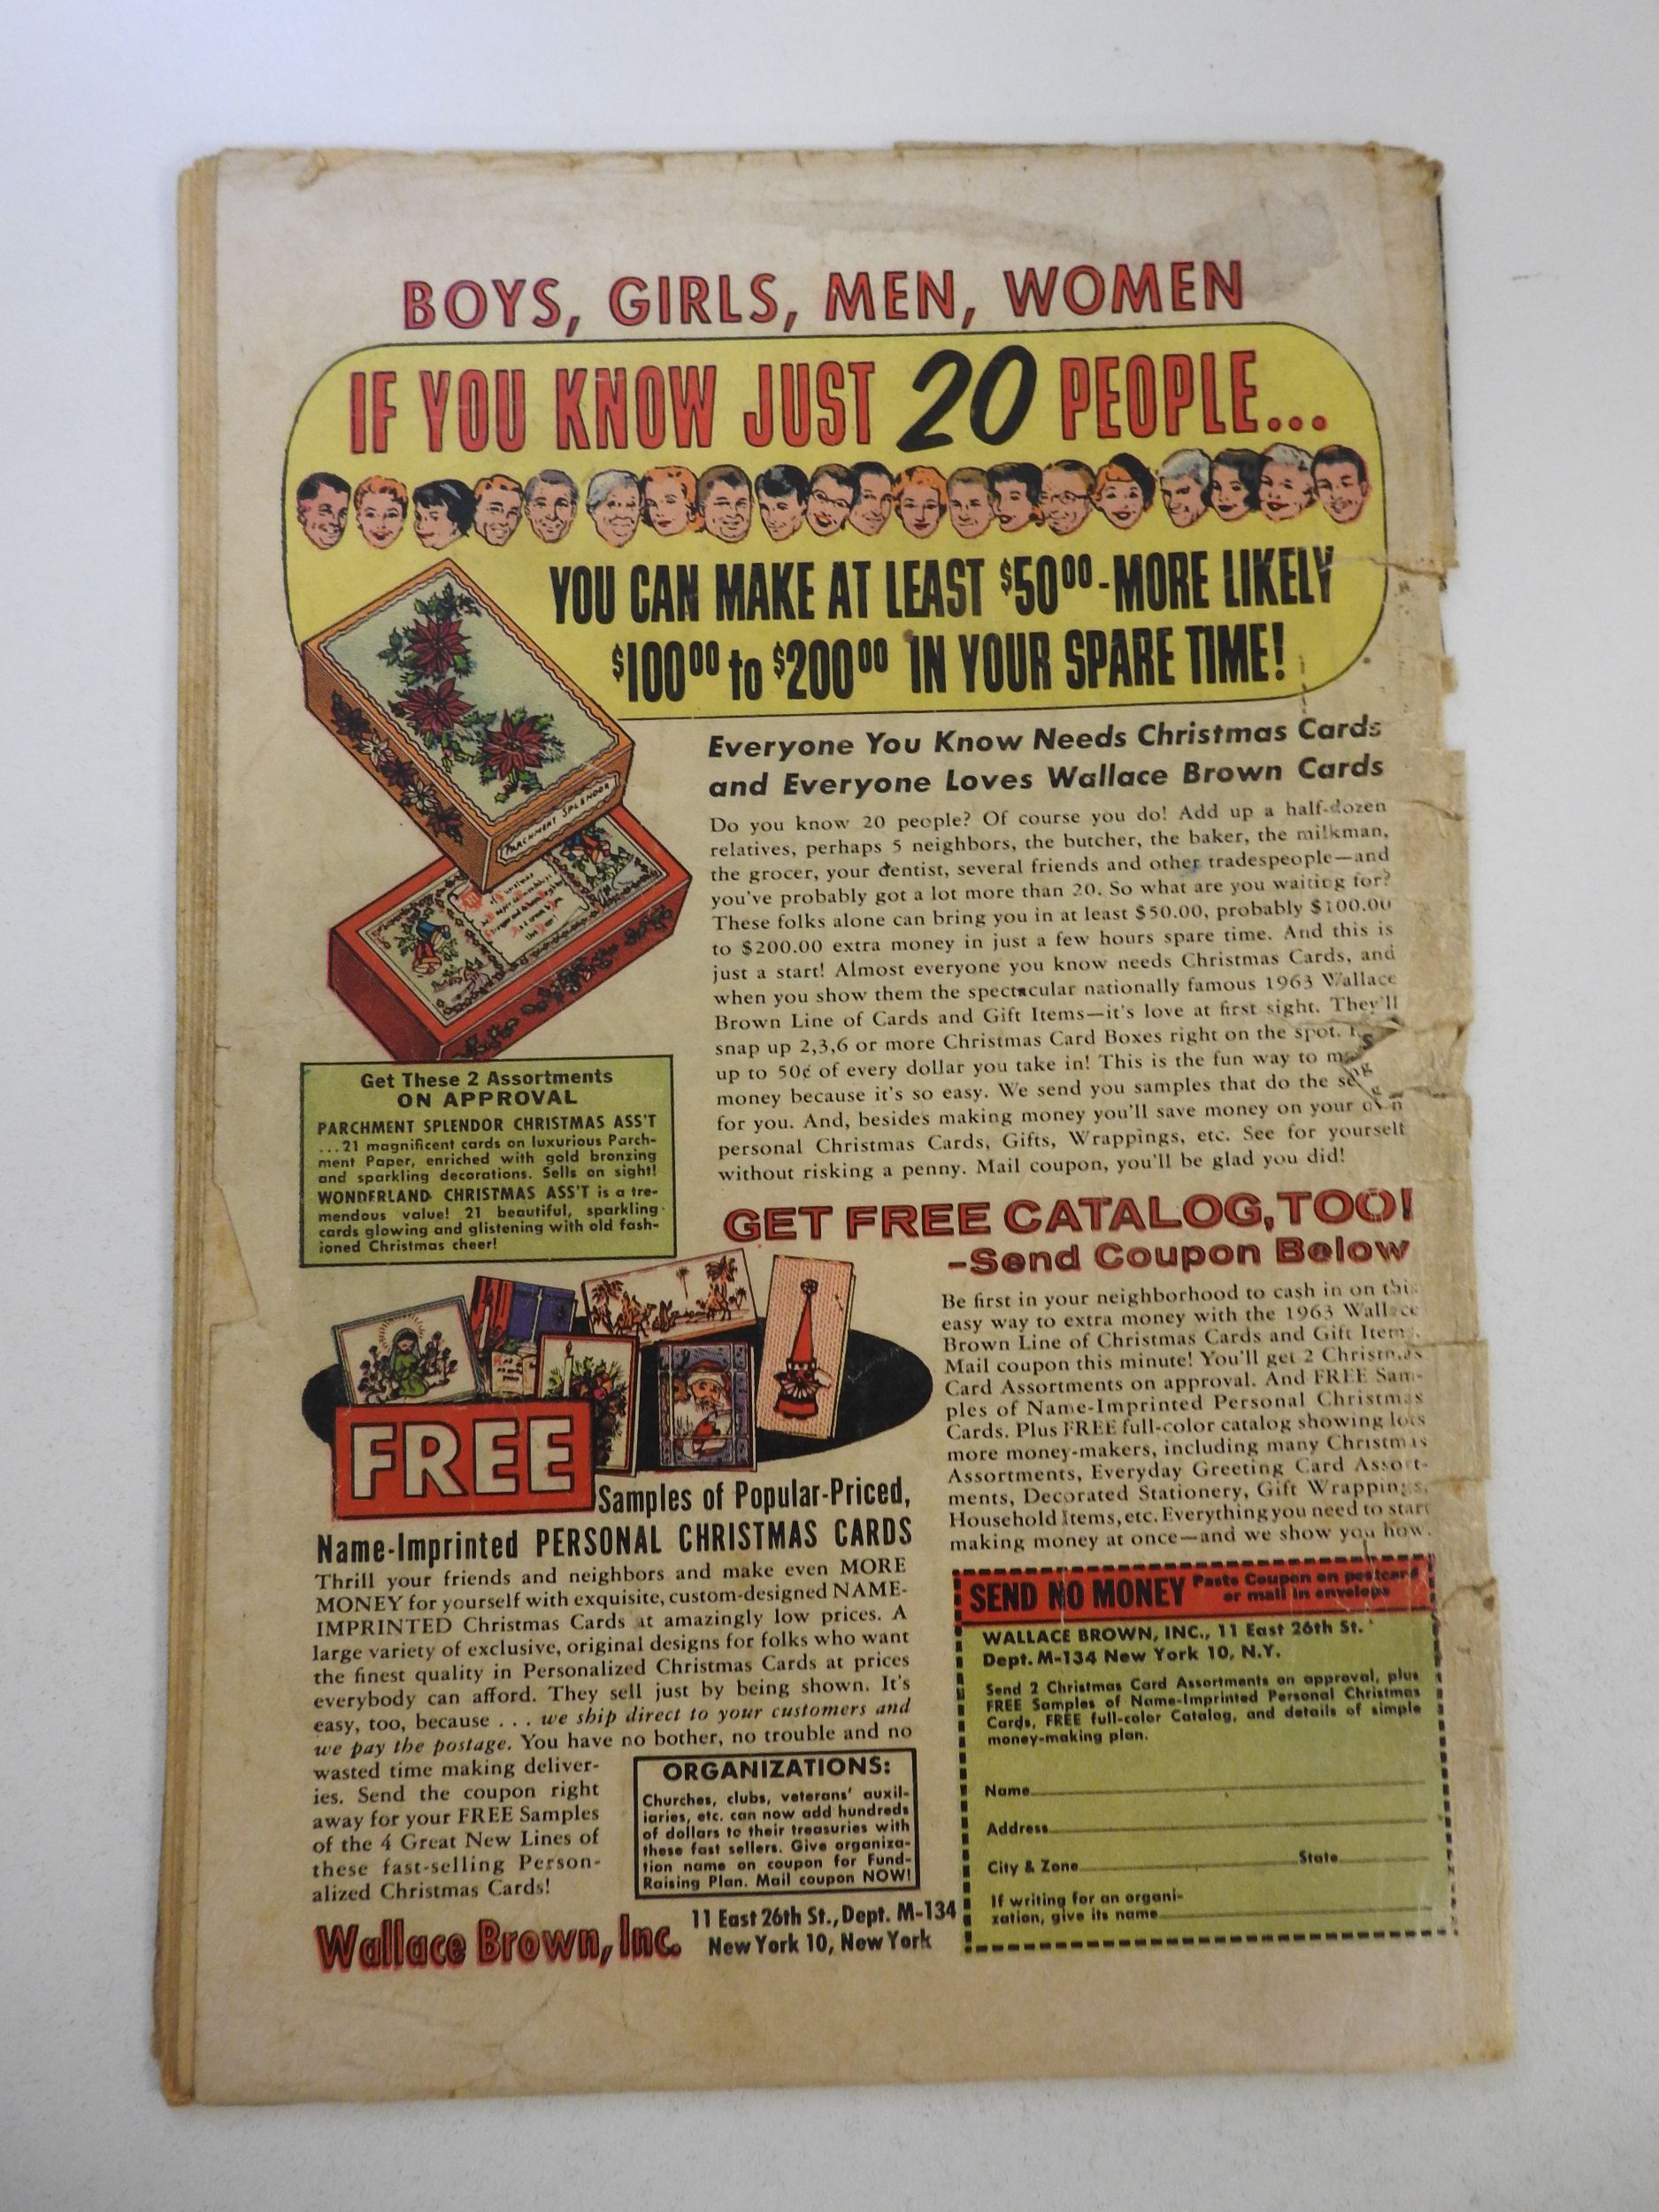 BOYS, GIRLS, MEN, WOMEN
IF YOU KNOW JUST 20 PEOPLE...
YOU CAN MAKE AT LEAST $50⁰⁰-MORE LIKELY
$100⁰⁰ to $200⁰⁰ IN YOUR SPARE TIME!
PARCHMENT SPLENDOR
Everyone You Know Needs Christmas Cards
and Everyone Loves Wallace Brown Cards
Do you know 20 people? Of course you do! Add up a half-dozen
relatives, perhaps 5 neighbors, the butcher, the baker, the milkman,
the grocer, your dentist, several friends and other tradespeople—and
you've probably got a lot more than 20. So what are you waiting for?
These folks alone can bring you in at least $50.00, probably $100.00
to $200.00 extra money in just a few hours spare time. And this is
just a start! Almost everyone you know needs Christmas Cards, and
when you show them the spectacular nationally famous 1963 Wallace
Brown Line of Cards and Gift Items—it's love at first sight. They'll
snap up 2,3,6 or more Christmas Card Boxes right on the spot.
up to 50¢ of every dollar you take in! This is the fun way to
money because it's so easy. We send you samples that do the
for you. And, besides making money you'll save money on your own
personal Christmas Cards, Gifts, Wrappings, etc. See for yourself
without risking a penny. Mail coupon, you'll be glad you did!
Get These 2 Assortments
ON APPROVAL
PARCHMENT SPLENDOR CHRISTMAS ASS'T
...21 magnificent cards on luxurious Parch-
ment Paper, enriched with gold bronzing
and sparkling decorations. Sells on sight!
WONDERLAND CHRISTMAS ASS'T is a tre-
mendous value! 21 beautiful, sparkling
cards glowing and glistening with old fash-
ioned Christmas cheer!
GET FREE CATALOG, TOO!
-Send Coupon Below
Be first in your neighborhood to cash in on this
easy way to extra money with the 1963 Wallace
Brown Line of Christmas Cards and Gift Items.
Mail coupon this minute! You'll get 2 Christmas
Card Assortments on approval. And FREE Sam-
ples of Name-Imprinted Personal Christmas
Cards. Plus FREE full-color catalog showing lots
more money-makers, including many Christmas
Assortments, Everyday Greeting Card Assort-
ments, Decorated Stationery, Gift Wrappings,
Household Items, etc. Everything you need to start
making money at once—and we show you how.
FREE
Samples of Popular-Priced,
Name-Imprinted PERSONAL CHRISTMAS CARDS
Thrill your friends and neighbors and make even MORE
MONEY for yourself with exquisite, custom-designed NAME-
IMPRINTED Christmas Cards at amazingly low prices. A
large variety of exclusive, original designs for folks who want
the finest quality in Personalized Christmas Cards at prices
everybody can afford. They sell just by being shown. It's
easy, too, because . . . we ship direct to your customers and
we pay the postage. You have no bother, no trouble and no
wasted time making deliver-
ies. Send the coupon right
away for your FREE Samples
of the 4 Great New Lines of
these fast-selling Person-
alized Christmas Cards!
ORGANIZATIONS:
Churches, clubs, veterans' auxil-
iaries, etc. can now add hundreds
of dollars to their treasuries with
these fast sellers. Give organiza-
tion name on coupon for Fund-
Raising Plan. Mail coupon NOW!
Wallace Brown, Inc.
11 East 26th St., Dept. M-134
New York 10, New York
SEND NO MONEY Paste Coupon on postcard
or mail in envelope
WALLACE BROWN, INC., 11 East 26th St.
Dept. M-134 New York 10, N.Y.
Send 2 Christmas Card Assortments on approval, plus
FREE Samples of Name-Imprinted Personal Christmas
Cards, FREE full-color Catalog, and details of simple
money-making plan.
Name
Address
City & Zone State
If writing for an organi-
zation, give its name